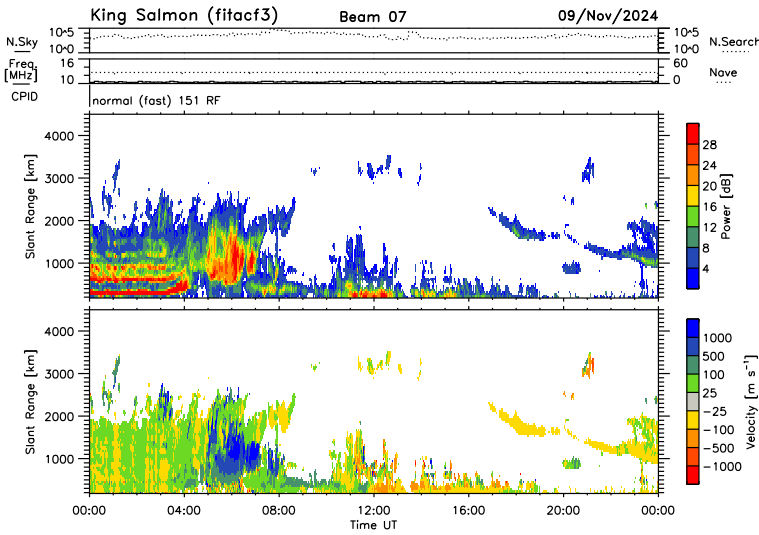 King Salmon (fitacf3) Beam 07 09/Nov/2024
N.Sky 10^5 10^0 10^5 10^0 N.Search
Freq. [MHz] 16 10 60 0 Nave
CPID normal (fast) 151 RF
Slant Range [km] 4000 3000 2000 1000
28 24 20 16 12 8 4 Power [dB]
Slant Range [km] 4000 3000 2000 1000
1000 500 100 25 −25 −100 −500 −1000 Velocity [m s⁻¹]
00:00 04:00 08:00 12:00 16:00 20:00 00:00
Time UT